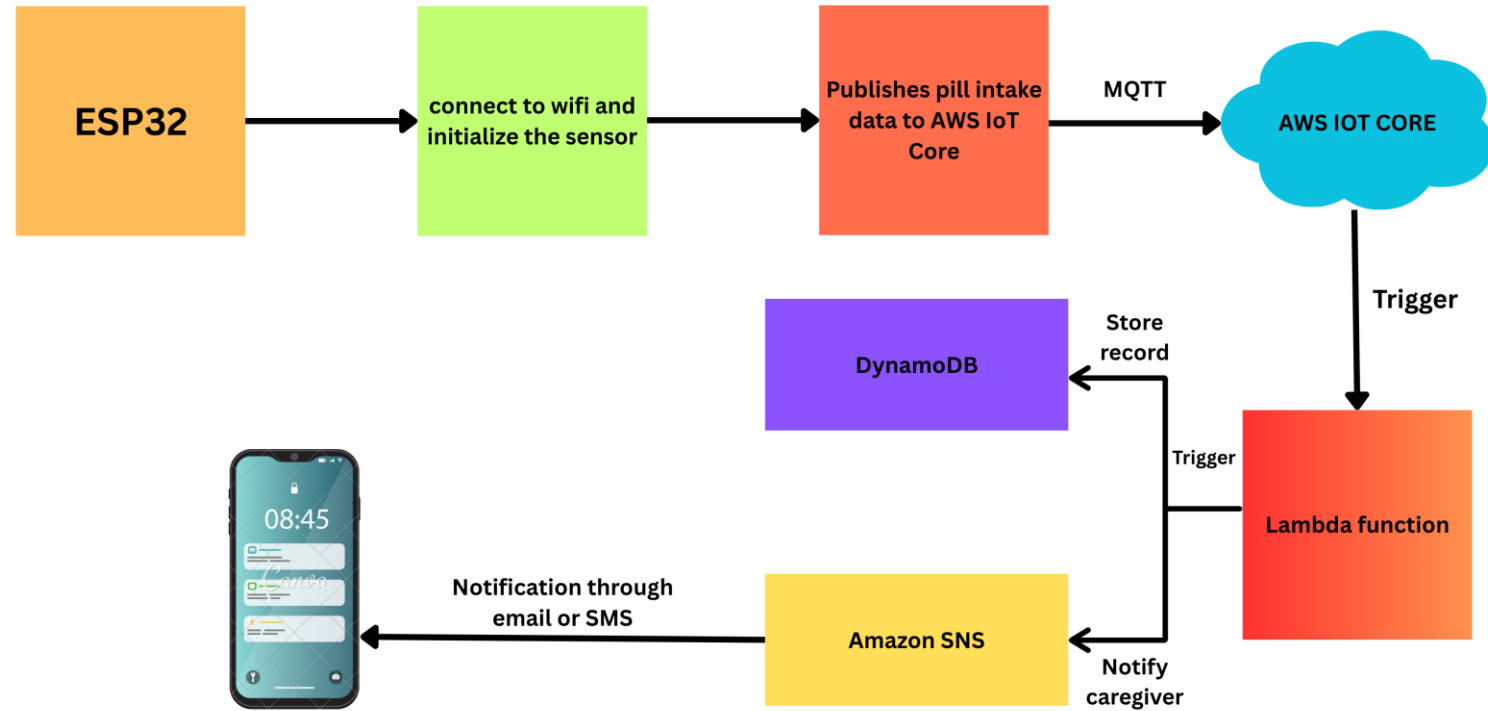 ESP32
connect to wifi and
initialize the sensor
Publishes pill intake
data to AWS IoT
Core
MQTT
AWS IOT CORE
Trigger
Store
record
DynamoDB
Trigger
Lambda function
08:45
Canva
Notification through
email or SMS
Amazon SNS
Notify
caregiver